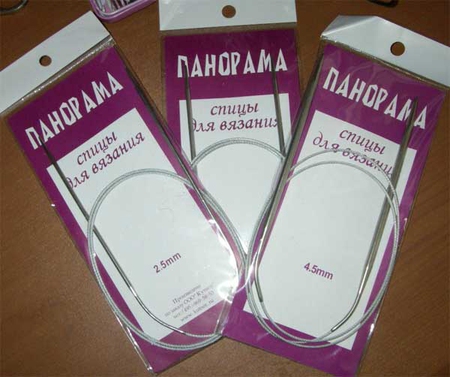 ПАНОРАМА
спицы
для вязания
2.5mm
ПАНОРАМА
спицы
для вязания
ПАНОРАМА
спицы
для вязания
4.5mm